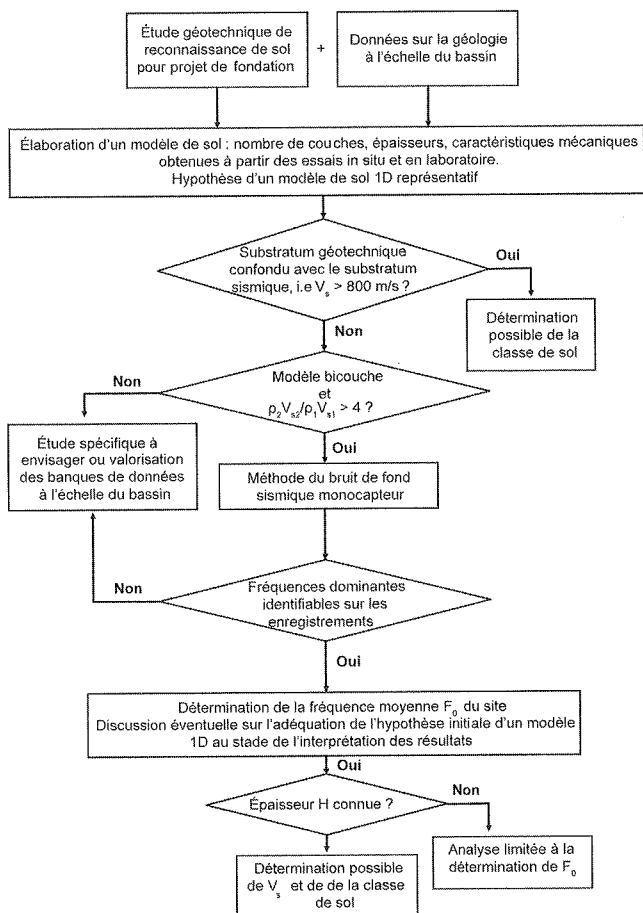 Étude géotechnique de
reconnaissance de sol
pour projet de fondation
+
Données sur la géologie
à l'échelle du bassin
Élaboration d'un modèle de sol : nombre de couches, épaisseurs, caractéristiques mécaniques
obtenues à partir des essais in situ et en laboratoire.
Hypothèse d'un modèle de sol 1D représentatif
Substratum géotechnique
confondu avec le substratum
sismique, i.e Vs > 800 m/s ?
Oui
Détermination
possible de la
classe de sol
Non
Modèle bicouche
et
ρ2Vs2/ρ1Vs1 > 4 ?
Non
Étude spécifique à
envisager ou valorisation
des banques de données
à l'échelle du bassin
Oui
Méthode du bruit de fond
sismique monocapteur
Fréquences dominantes
identifiables sur les
enregistrements
Non
Oui
Détermination de la fréquence moyenne F0 du site
Discussion éventuelle sur l'adéquation de l'hypothèse initiale d'un modèle
1D au stade de l'interprétation des résultats
Oui
Épaisseur H connue ?
Non
Analyse limitée à la
détermination de F0
Détermination possible
de Vs et de de la classe
de sol